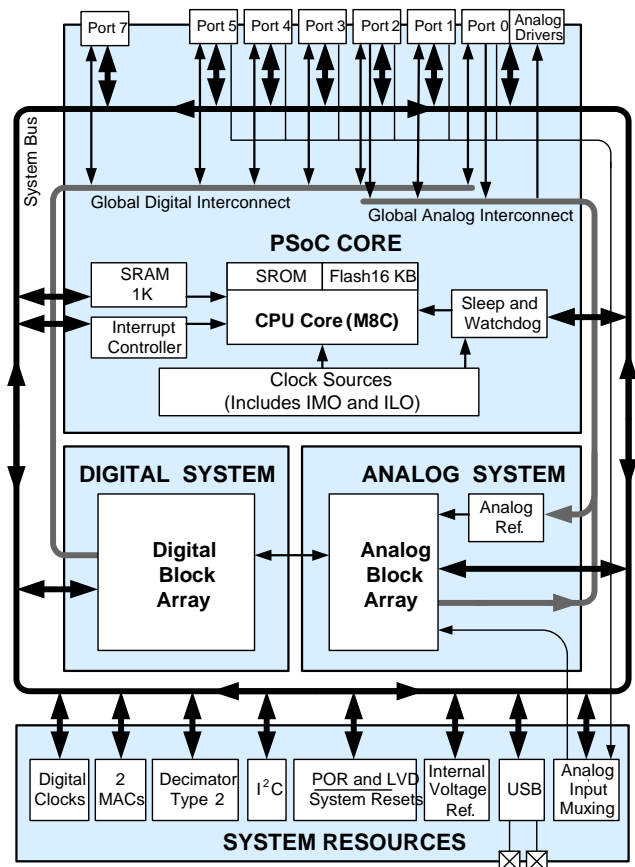 Port 7
Port 5
Port 4
Port 3
Port 2
Port 1
Port 0
Analog
Drivers
System Bus
Global Digital Interconnect
Global Analog Interconnect
PSoC CORE
SRAM
1K
SROM
Flash16 KB
CPU Core (M8C)
Sleep and
Watchdog
Interrupt
Controller
Clock Sources
(Includes IMO and ILO)
DIGITAL SYSTEM
ANALOG SYSTEM
Digital
Block
Array
Analog
Block
Array
Analog
Ref.
Digital
Clocks
2
MACs
Decimator
Type 2
I²C
POR and LVD
System Resets
Internal
Voltage
Ref.
USB
Analog
Input
Muxing
SYSTEM RESOURCES